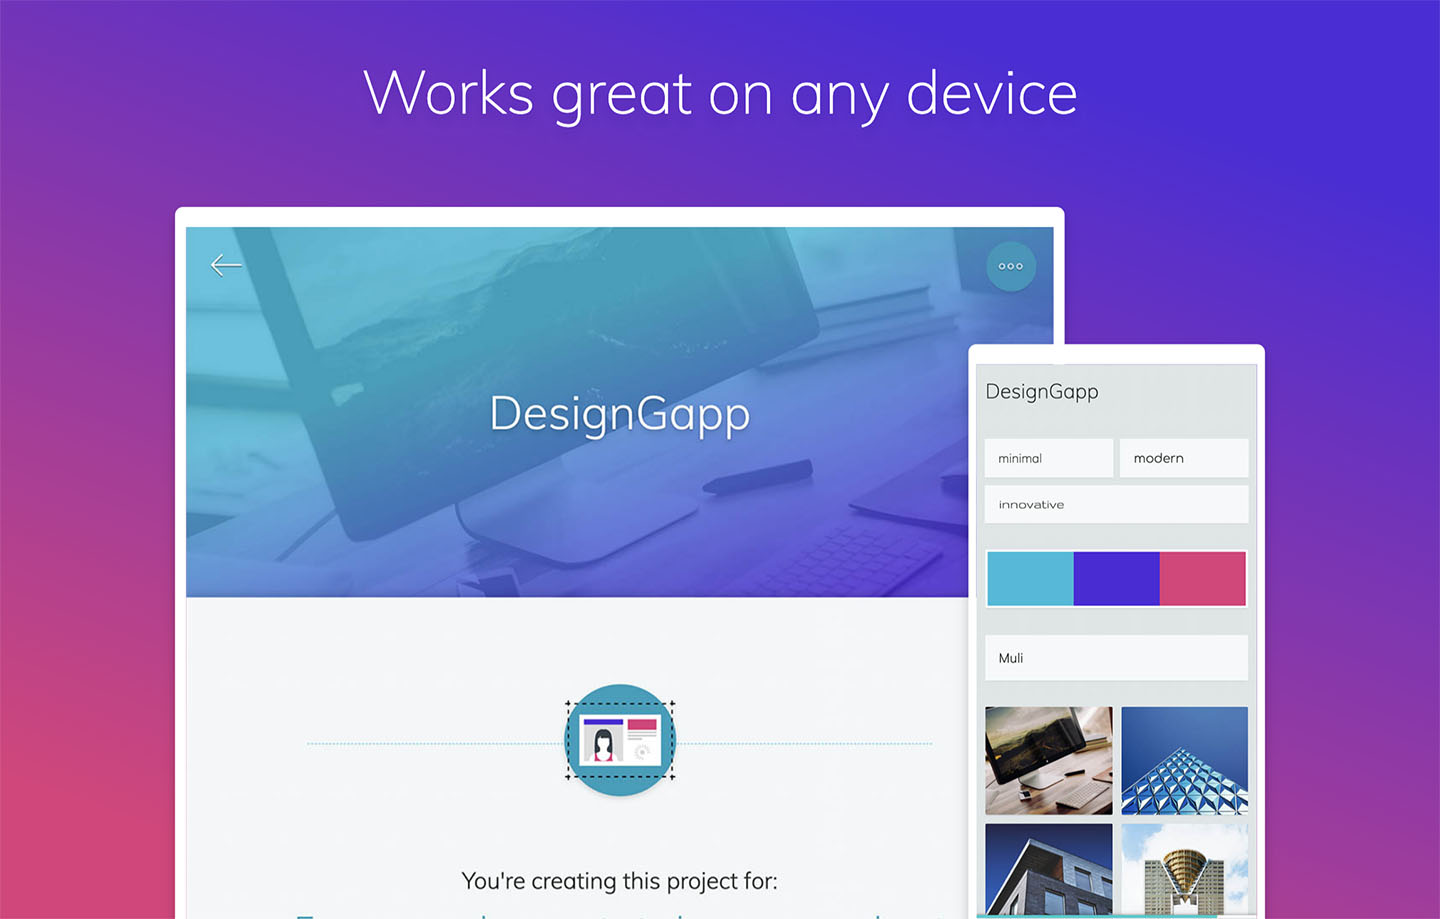 Works great on any device
DesignGapp
You're creating this project for:
DesignGapp
minimal
modern
innovative
Muli